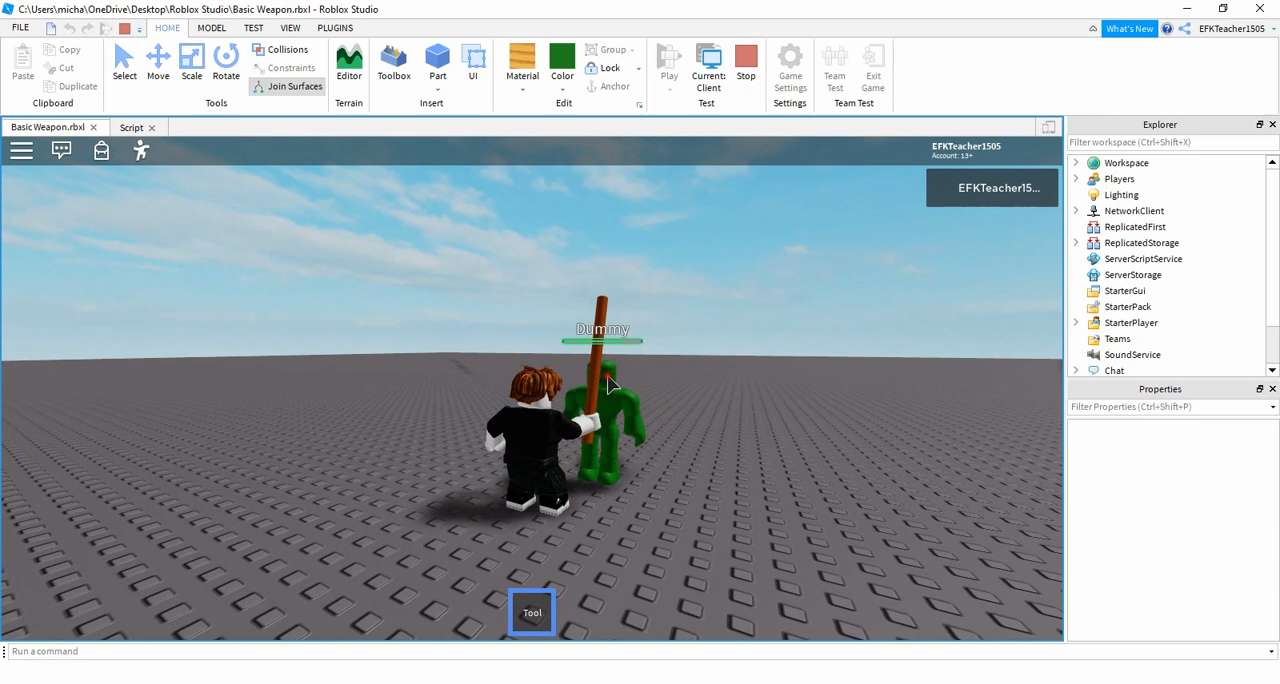 C:\Users\micha\OneDrive\Desktop\Roblox Studio\Basic Weapon.rbxl - Roblox Studio
FILE HOME MODEL TEST VIEW PLUGINS What's New EFKTeacher1505
Paste Copy Cut Duplicate
Clipboard
Select Move Scale Rotate Collisions Constraints Join Surfaces
Tools
Editor
Terrain
Toolbox Part UI
Insert
Material Color Group Lock Anchor
Edit
Play Current: Client Stop
Test
Game Settings
Settings
Team Test Exit Game
Team Test
Basic Weapon.rbxl Script
EFKTeacher1505
Account: 13+
EFKTeacher15...
Dummy
Tool
Explorer
Filter workspace (Ctrl+Shift+X)
Workspace
Players
Lighting
NetworkClient
ReplicatedFirst
ReplicatedStorage
ServerScriptService
ServerStorage
StarterGui
StarterPack
StarterPlayer
Teams
SoundService
Chat
Properties
Filter Properties (Ctrl+Shift+P)
Run a command